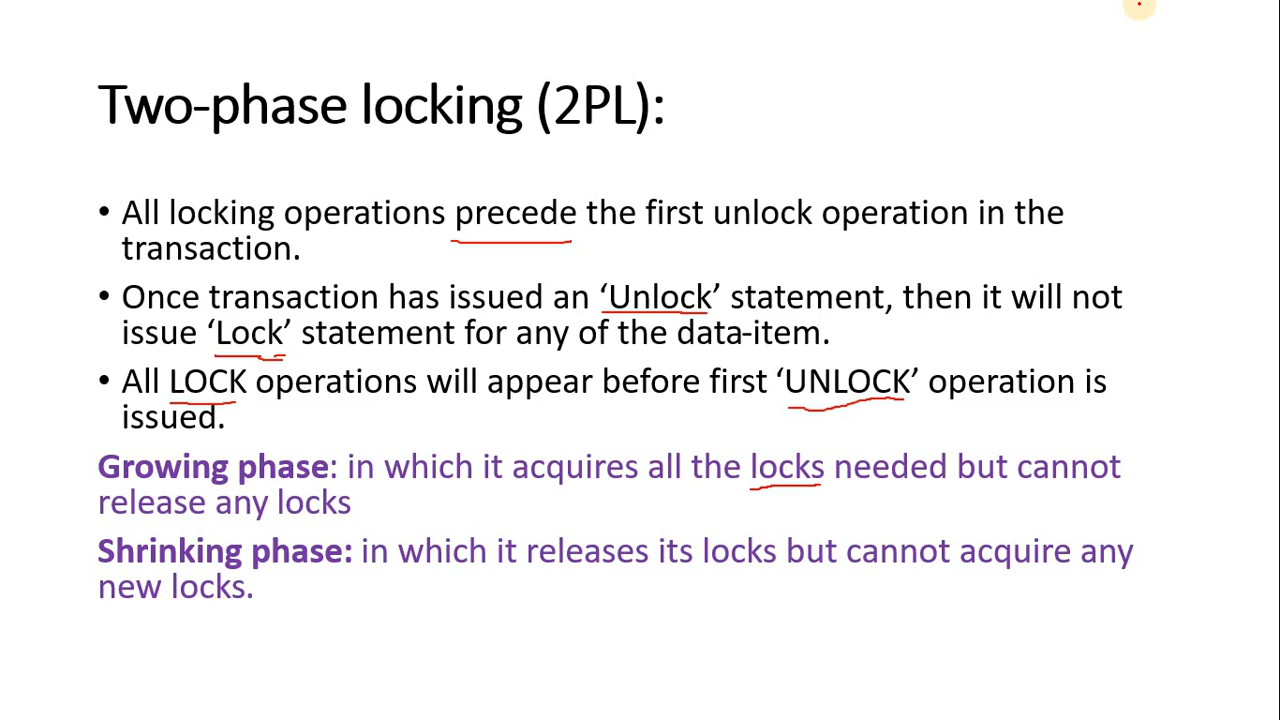 Two-phase locking (2PL):
• All locking operations precede the first unlock operation in the
transaction.
• Once transaction has issued an ‘Unlock’ statement, then it will not
issue ‘Lock’ statement for any of the data-item.
• All LOCK operations will appear before first ‘UNLOCK’ operation is
issued.
Growing phase: in which it acquires all the locks needed but cannot
release any locks
Shrinking phase: in which it releases its locks but cannot acquire any
new locks.